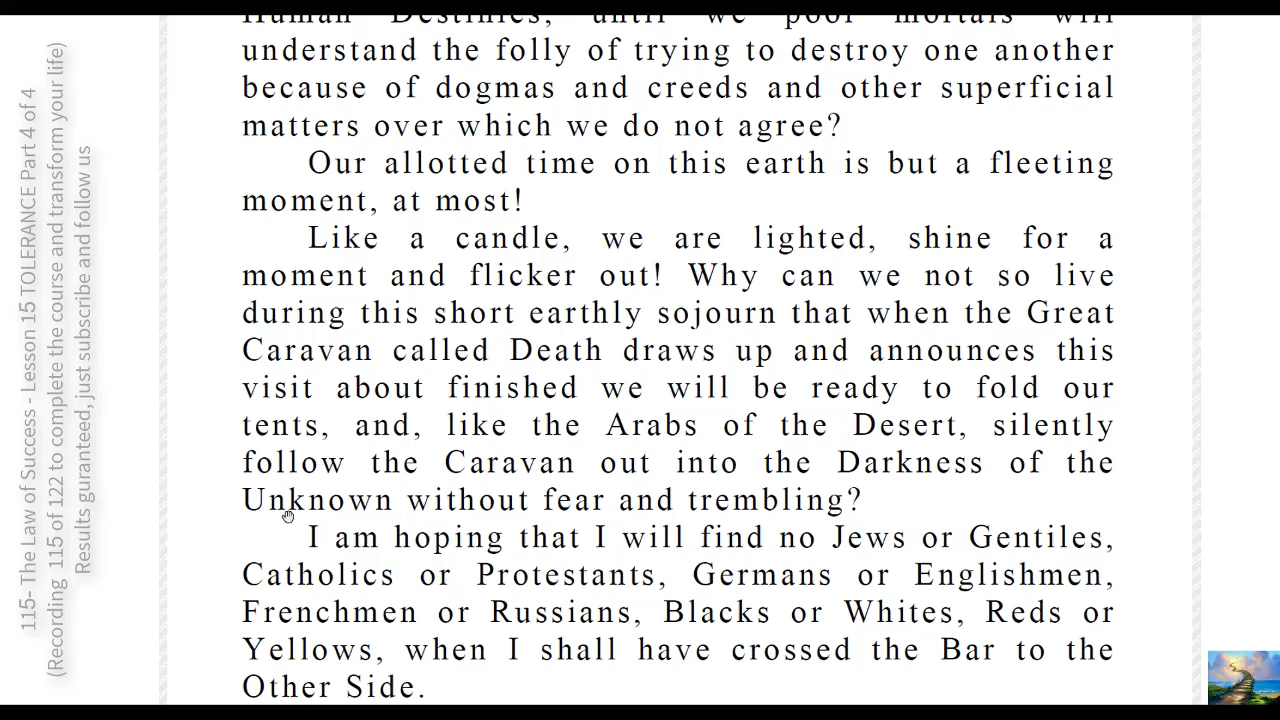 Human Destinies, until we poor mortals will
understand the folly of trying to destroy one another
because of dogmas and creeds and other superficial
matters over which we do not agree?
Our allotted time on this earth is but a fleeting
moment, at most!
Like a candle, we are lighted, shine for a
moment and flicker out! Why can we not so live
during this short earthly sojourn that when the Great
Caravan called Death draws up and announces this
visit about finished we will be ready to fold our
tents, and, like the Arabs of the Desert, silently
follow the Caravan out into the Darkness of the
Unknown without fear and trembling?
I am hoping that I will find no Jews or Gentiles,
Catholics or Protestants, Germans or Englishmen,
Frenchmen or Russians, Blacks or Whites, Reds or
Yellows, when I shall have crossed the Bar to the
Other Side.
115- The Law of Success - Lesson 15 TOLERANCE Part 4 of 4
(Recording 115 of 122 to complete the course and transform your life)
Results guranteed, just subscribe and follow us